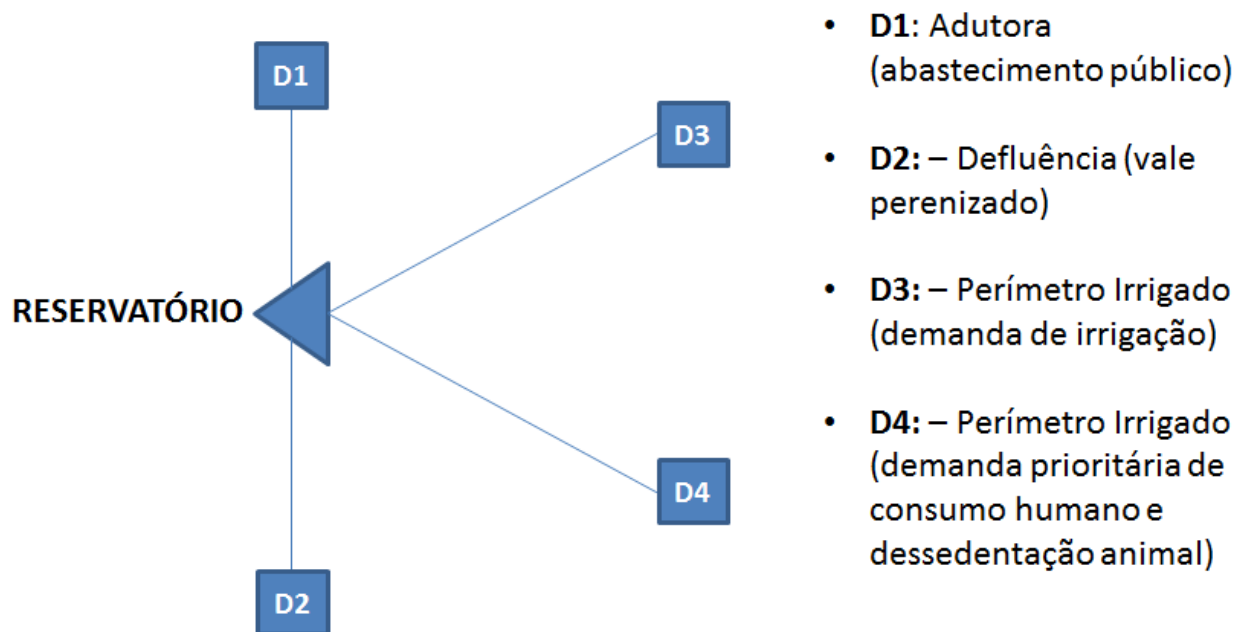 D1
D3
RESERVATÓRIO
D4
D2
• D1: Adutora
(abastecimento público)
• D2: – Defluência (vale
perenizado)
• D3: – Perímetro Irrigado
(demanda de irrigação)
• D4: – Perímetro Irrigado
(demanda prioritária de
consumo humano e
dessedentação animal)